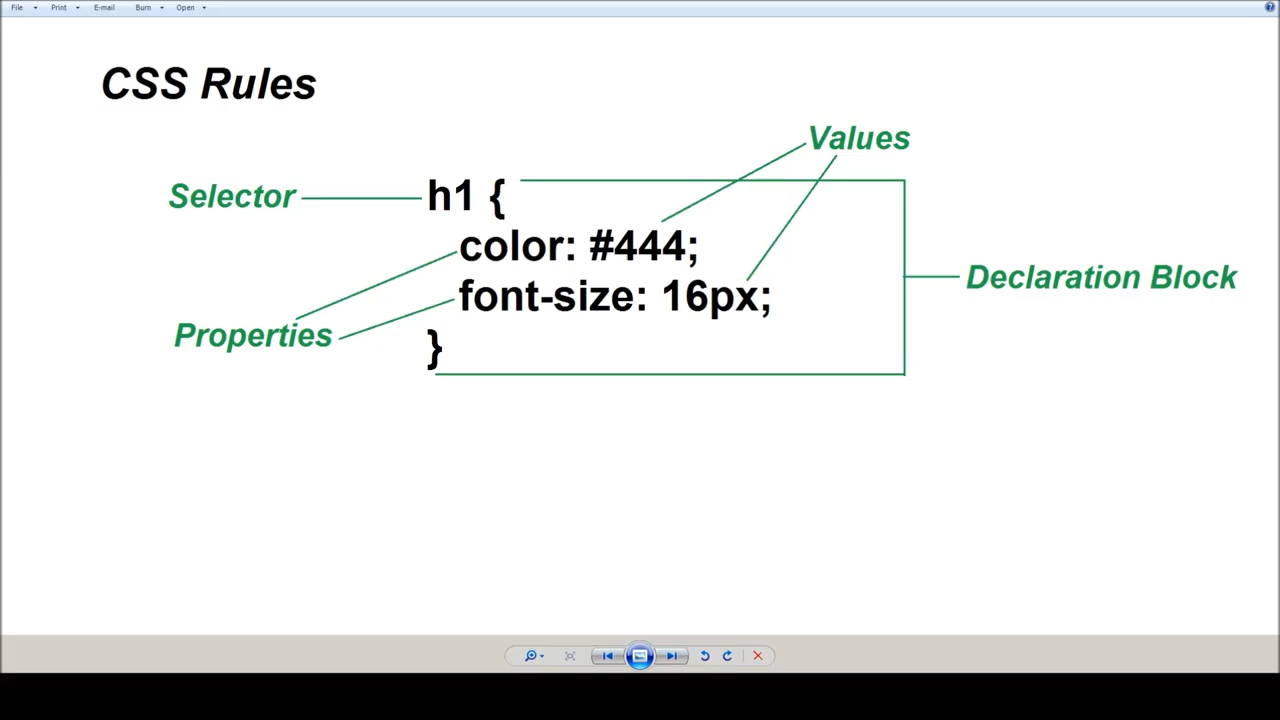 File Print E-mail Burn Open
CSS Rules
Values
Selector
h1 {
color: #444;
font-size: 16px;
}
Properties
Declaration Block